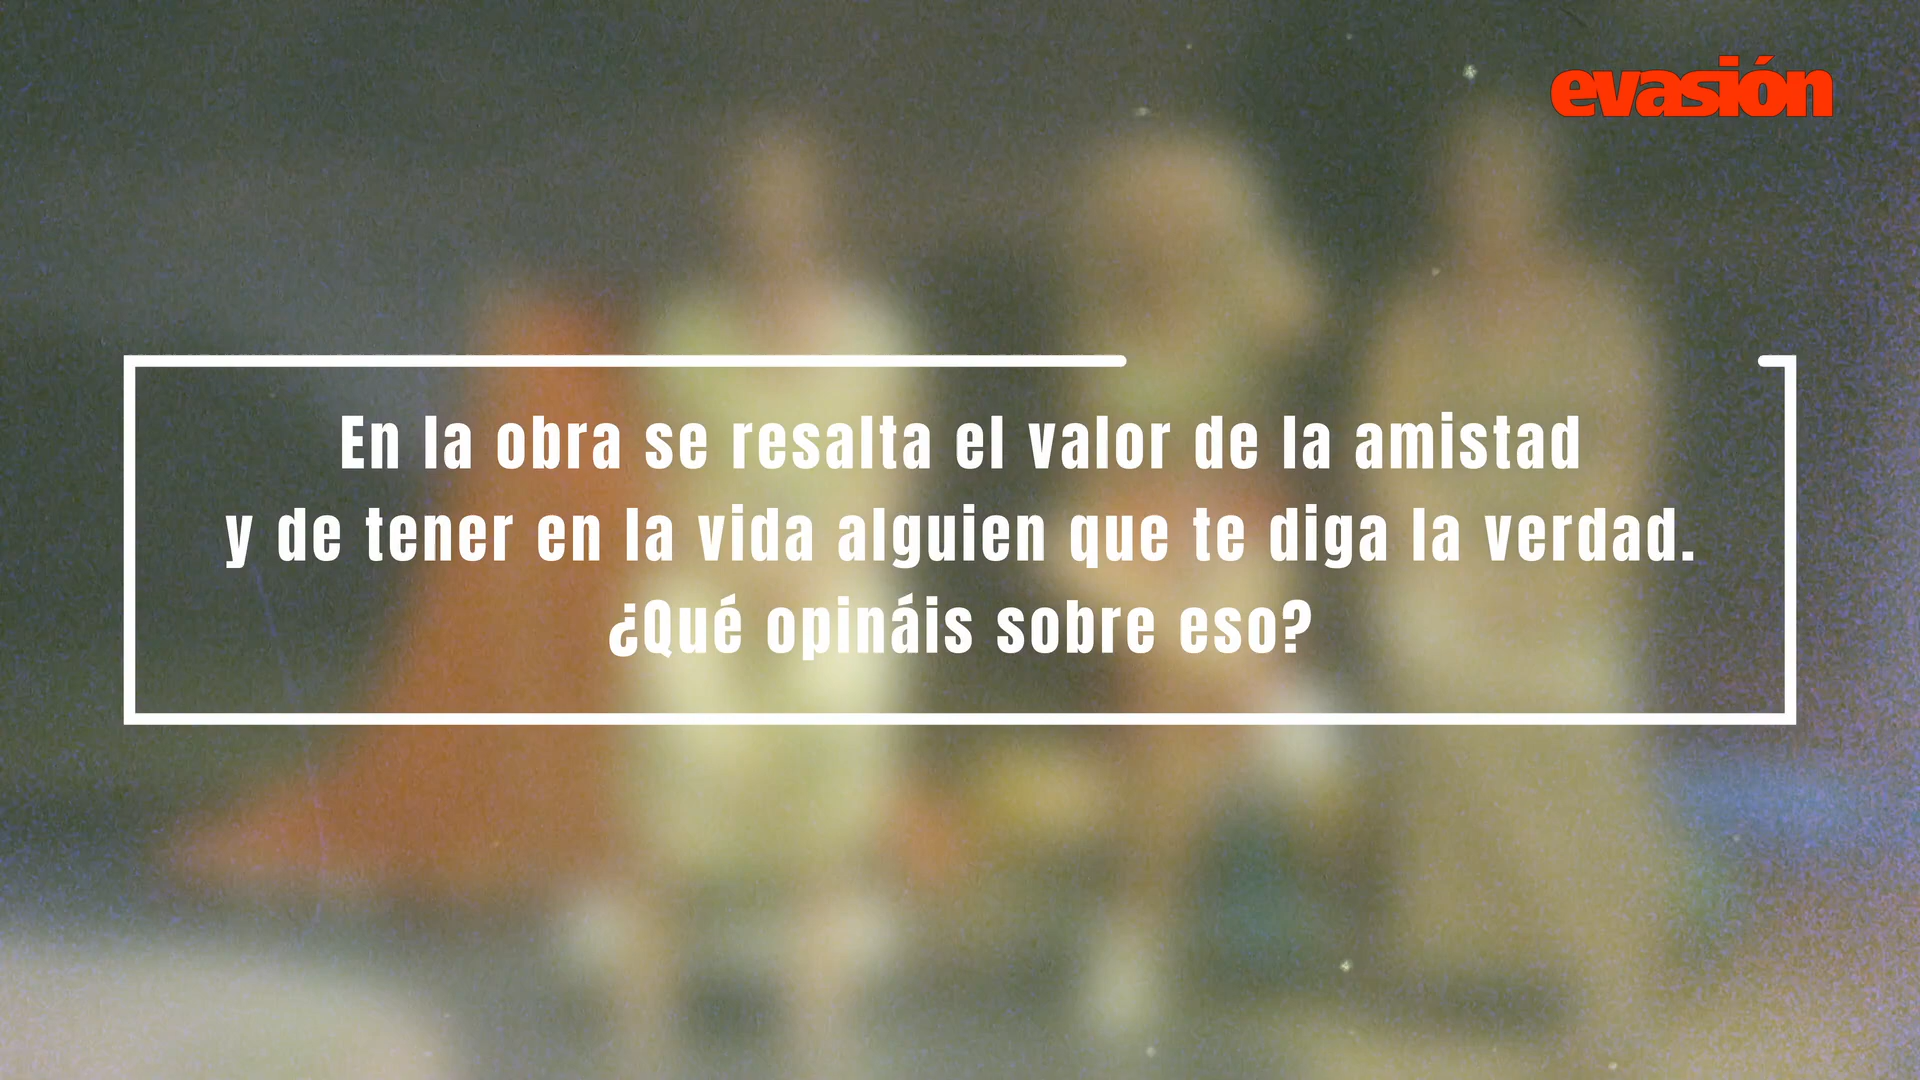 evasión
En la obra se resalta el valor de la amistad
y de tener en la vida alguien que te diga la verdad.
¿Qué opináis sobre eso?